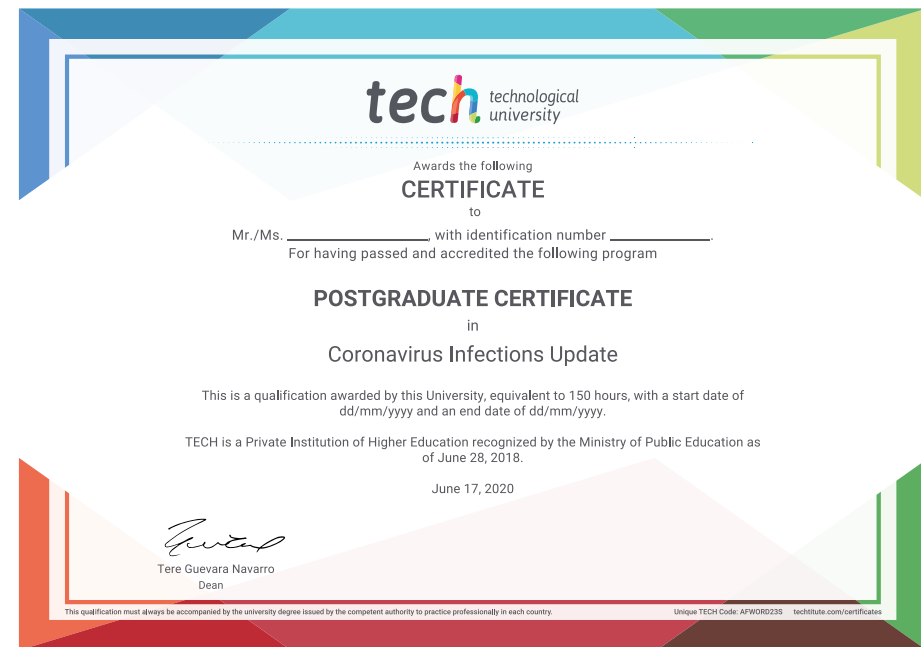 tech technological
university
Awards the following
CERTIFICATE
to
Mr./Ms. ____________________, with identification number ______________.
For having passed and accredited the following program
POSTGRADUATE CERTIFICATE
in
Coronavirus Infections Update
This is a qualification awarded by this University, equivalent to 150 hours, with a start date of
dd/mm/yyyy and an end date of dd/mm/yyyy.
TECH is a Private Institution of Higher Education recognized by the Ministry of Public Education as
of June 28, 2018.
June 17, 2020
Tere Guevara Navarro
Dean
This qualification must always be accompanied by the university degree issued by the competent authority to practice professionally in each country. Unique TECH Code: AFWORD23S techtitute.com/certificates